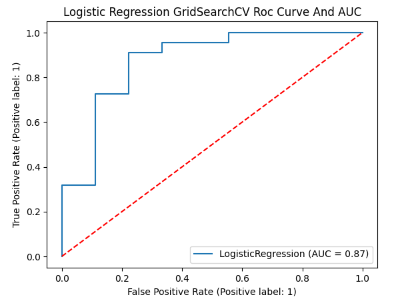 Logistic Regression GridSearchCV Roc Curve And AUC
True Positive Rate (Positive label: 1)
1.0
0.8
0.6
0.4
0.2
0.0
LogisticRegression (AUC = 0.87)
0.0 0.2 0.4 0.6 0.8 1.0
False Positive Rate (Positive label: 1)